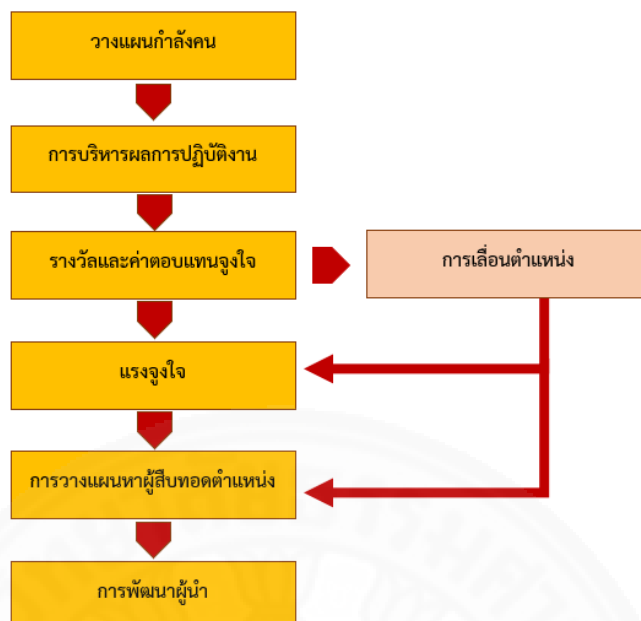 วางแผนกำลังคน
การบริหารผลการปฏิบัติงาน
รางวัลและค่าตอบแทนจูงใจ
การเลื่อนตำแหน่ง
แรงจูงใจ
การวางแผนหาผู้สืบทอดตำแหน่ง
การพัฒนาผู้นำ